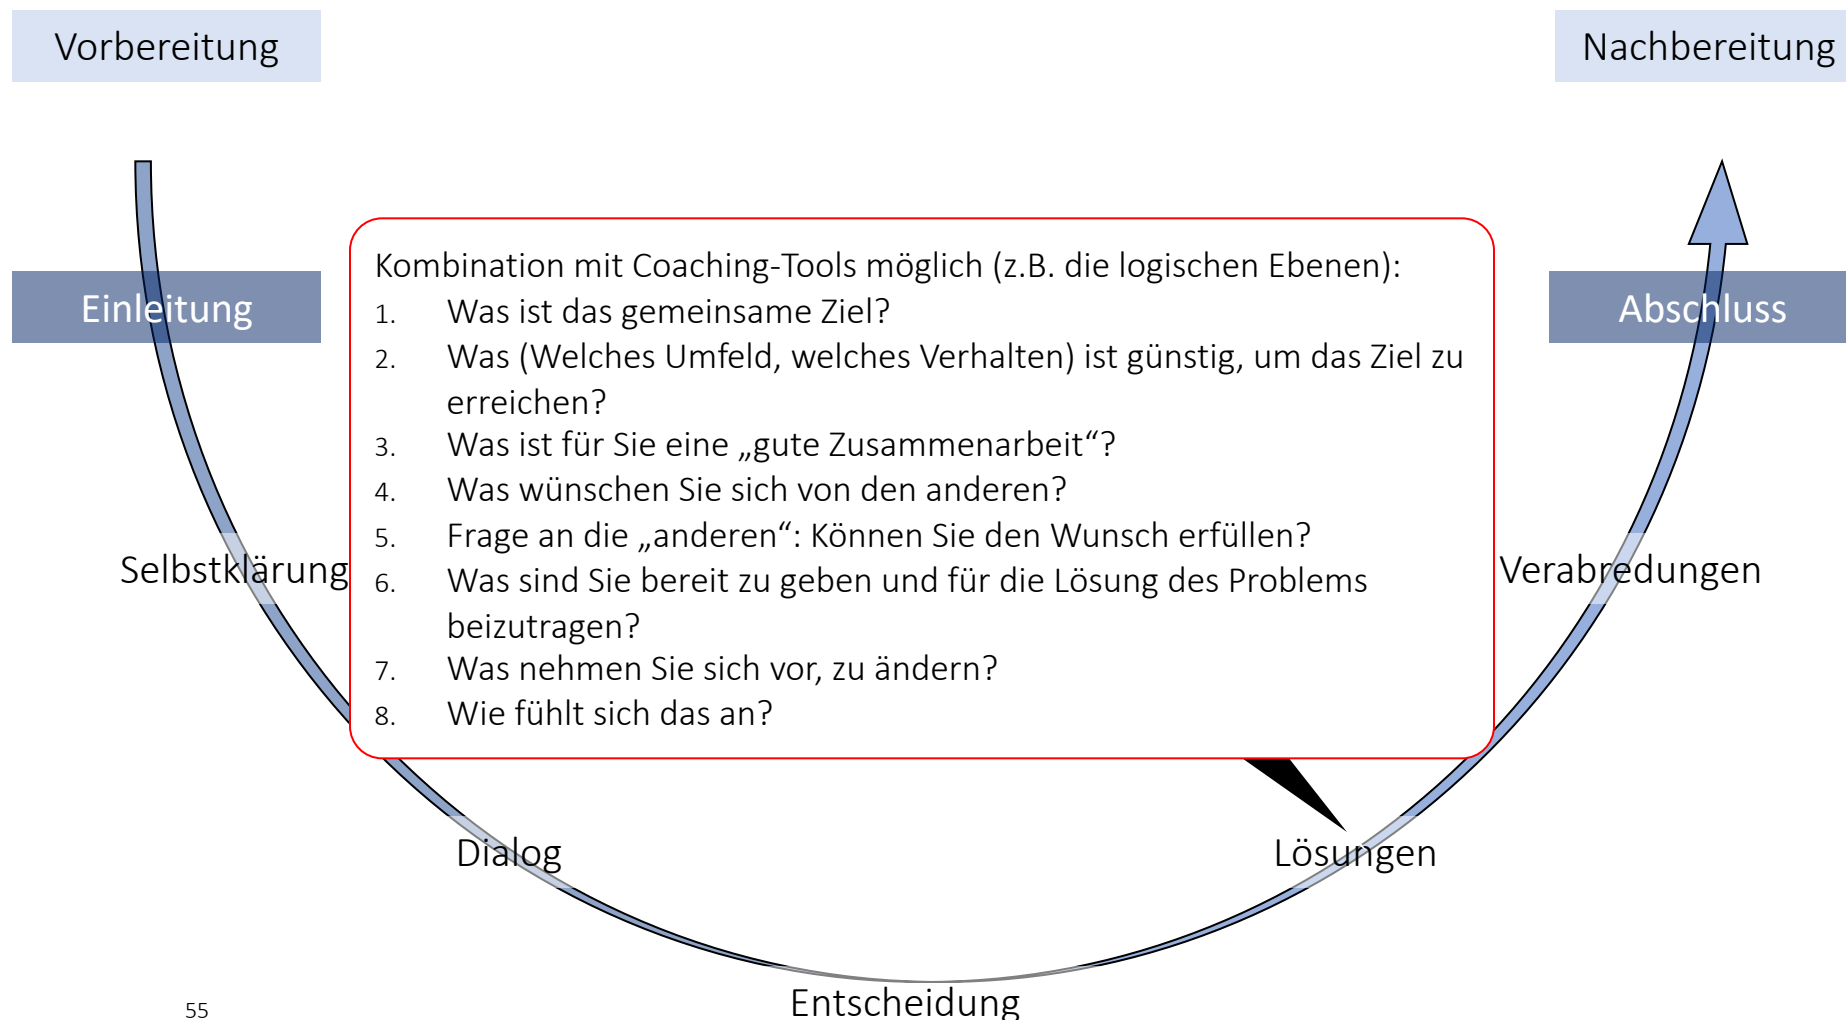 Vorbereitung
Nachbereitung
Einleitung
Abschluss
Kombination mit Coaching-Tools möglich (z.B. die logischen Ebenen):
1. Was ist das gemeinsame Ziel?
2. Was (Welches Umfeld, welches Verhalten) ist günstig, um das Ziel zu
erreichen?
3. Was ist für Sie eine „gute Zusammenarbeit“?
4. Was wünschen Sie sich von den anderen?
5. Frage an die „anderen“: Können Sie den Wunsch erfüllen?
6. Was sind Sie bereit zu geben und für die Lösung des Problems
beizutragen?
7. Was nehmen Sie sich vor, zu ändern?
8. Wie fühlt sich das an?
Selbstklärung
Verabredungen
Dialog
Lösungen
Entscheidung
55